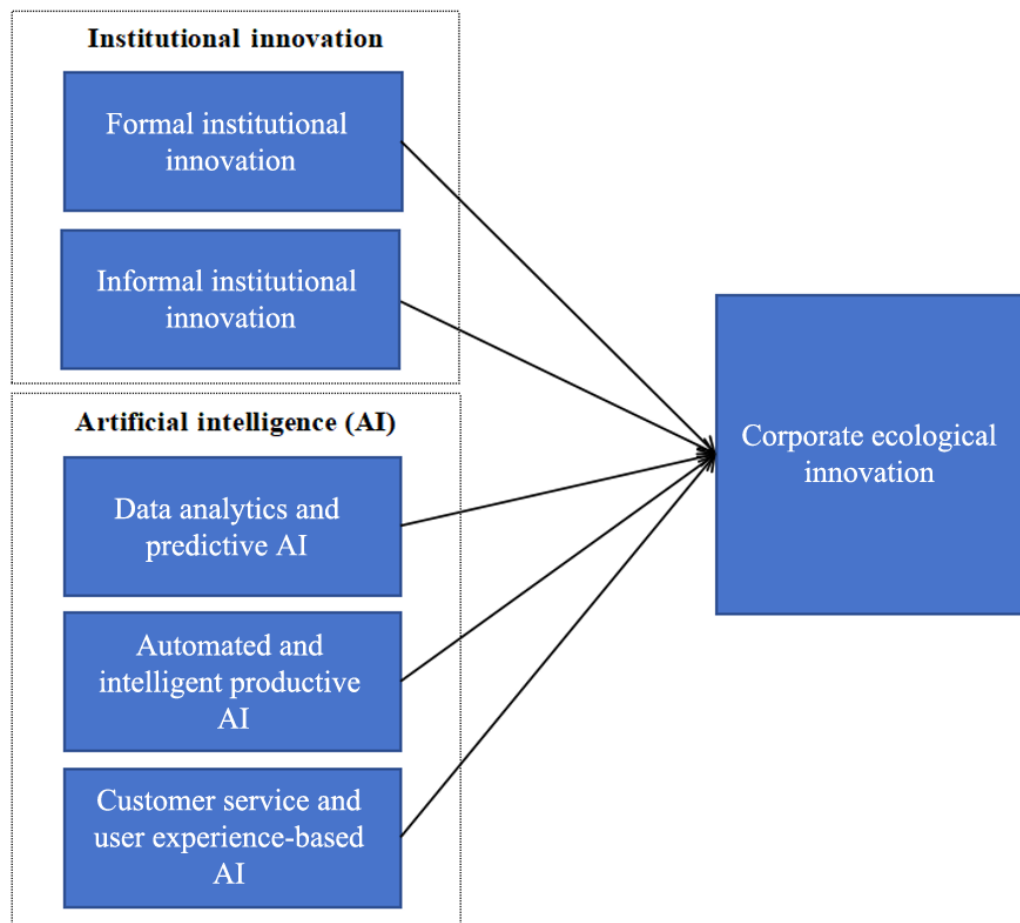 Institutional innovation
Formal institutional
innovation
Informal institutional
innovation
Artificial intelligence (AI)
Data analytics and
predictive AI
Automated and
intelligent productive
AI
Customer service and
user experience-based
AI
Corporate ecological
innovation